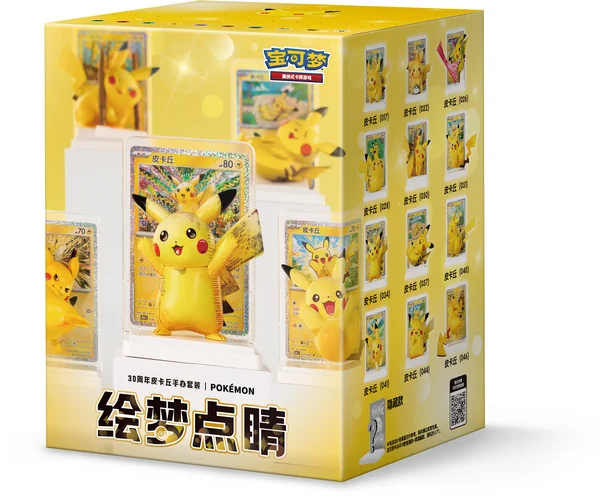 宝可梦
集换式卡牌游戏
皮卡丘
HP 80
70
皮卡丘
70
30周年皮卡丘手办套装 | POKÉMON
绘梦点睛
皮卡丘 (017)
皮卡丘 (022)
皮卡丘 (026)
皮卡丘 (028)
皮卡丘 (030)
皮卡丘 (031)
皮卡丘 (034)
皮卡丘 (037)
皮卡丘 (040)
皮卡丘 (041)
皮卡丘 (044)
皮卡丘 (046)
隐藏款
?